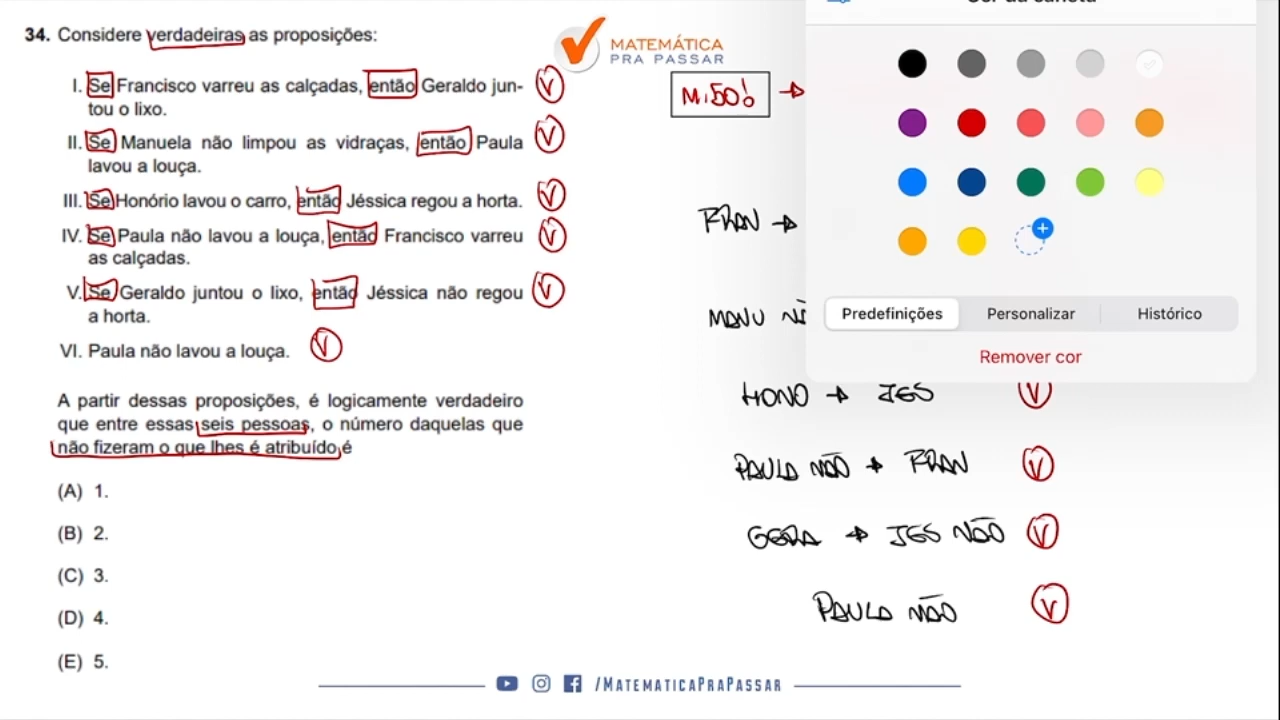 34. Considere verdadeiras as proposições:
I. Se Francisco varreu as calçadas, então Geraldo jun-
tou o lixo.
II. Se Manuela não limpou as vidraças, então Paula
lavou a louça.
III. Se Honório lavou o carro, então Jéssica regou a horta.
IV. Se Paula não lavou a louça, então Francisco varreu
as calçadas.
V. Se Geraldo juntou o lixo, então Jéssica não regou
a horta.
VI. Paula não lavou a louça.
V
V
V
V
V
V
A partir dessas proposições, é logicamente verdadeiro
que entre essas seis pessoas, o número daquelas que
não fizeram o que lhes é atribuído é
(A) 1.
(B) 2.
(C) 3.
(D) 4.
(E) 5.
MATEMÁTICA
PRA PASSAR
FRAN →
MANU NÃ
HONO → JES V
PAULA NÃO → FRAN V
GERA → JES NÃO V
PAULA NÃO V
Predefinições Personalizar Histórico
Remover cor
/MATEMATICAPRAPASSAR